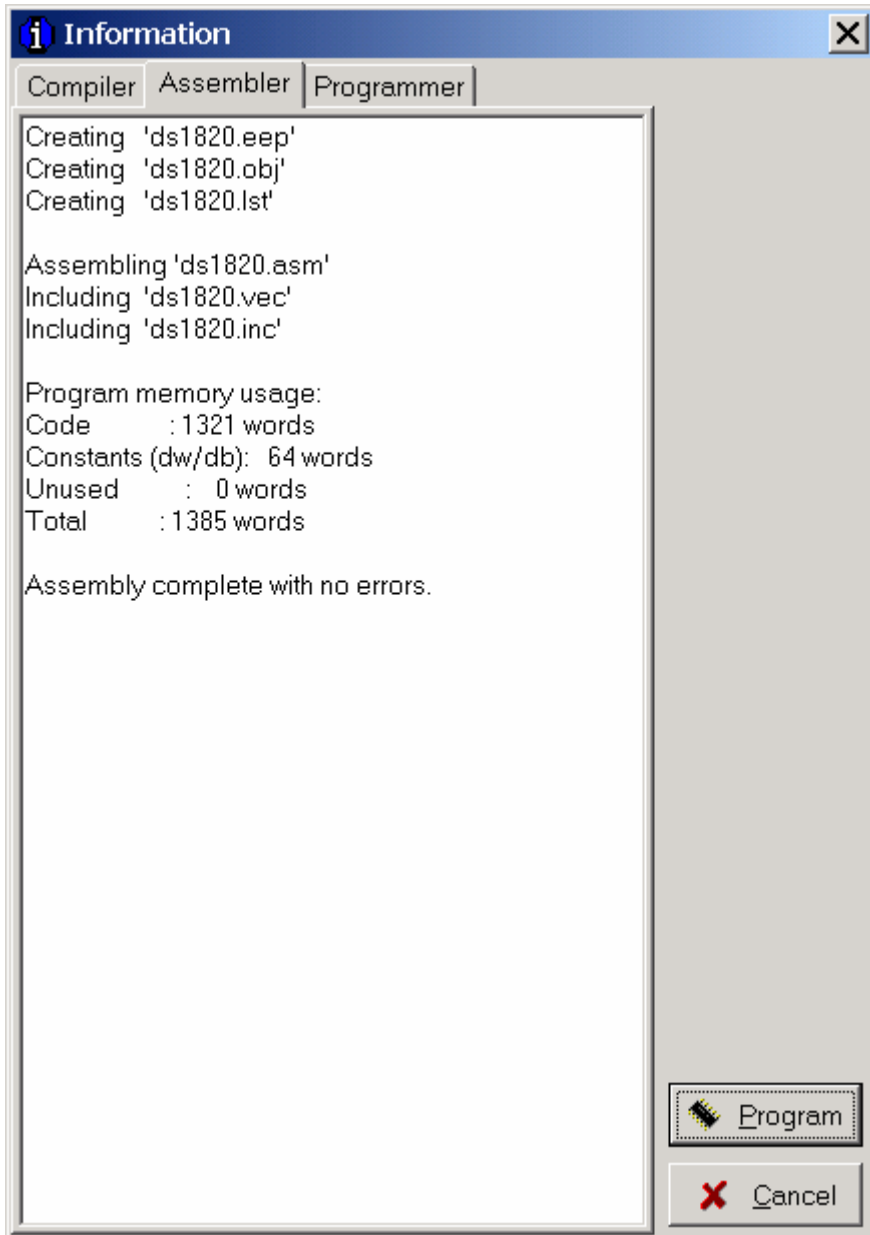 Information
Compiler Assembler Programmer
Creating 'ds1820.eep'
Creating 'ds1820.obj'
Creating 'ds1820.lst'
Assembling 'ds1820.asm'
Including 'ds1820.vec'
Including 'ds1820.inc'
Program memory usage:
Code : 1321 words
Constants (dw/db): 64 words
Unused : 0 words
Total : 1385 words
Assembly complete with no errors.
Program
Cancel